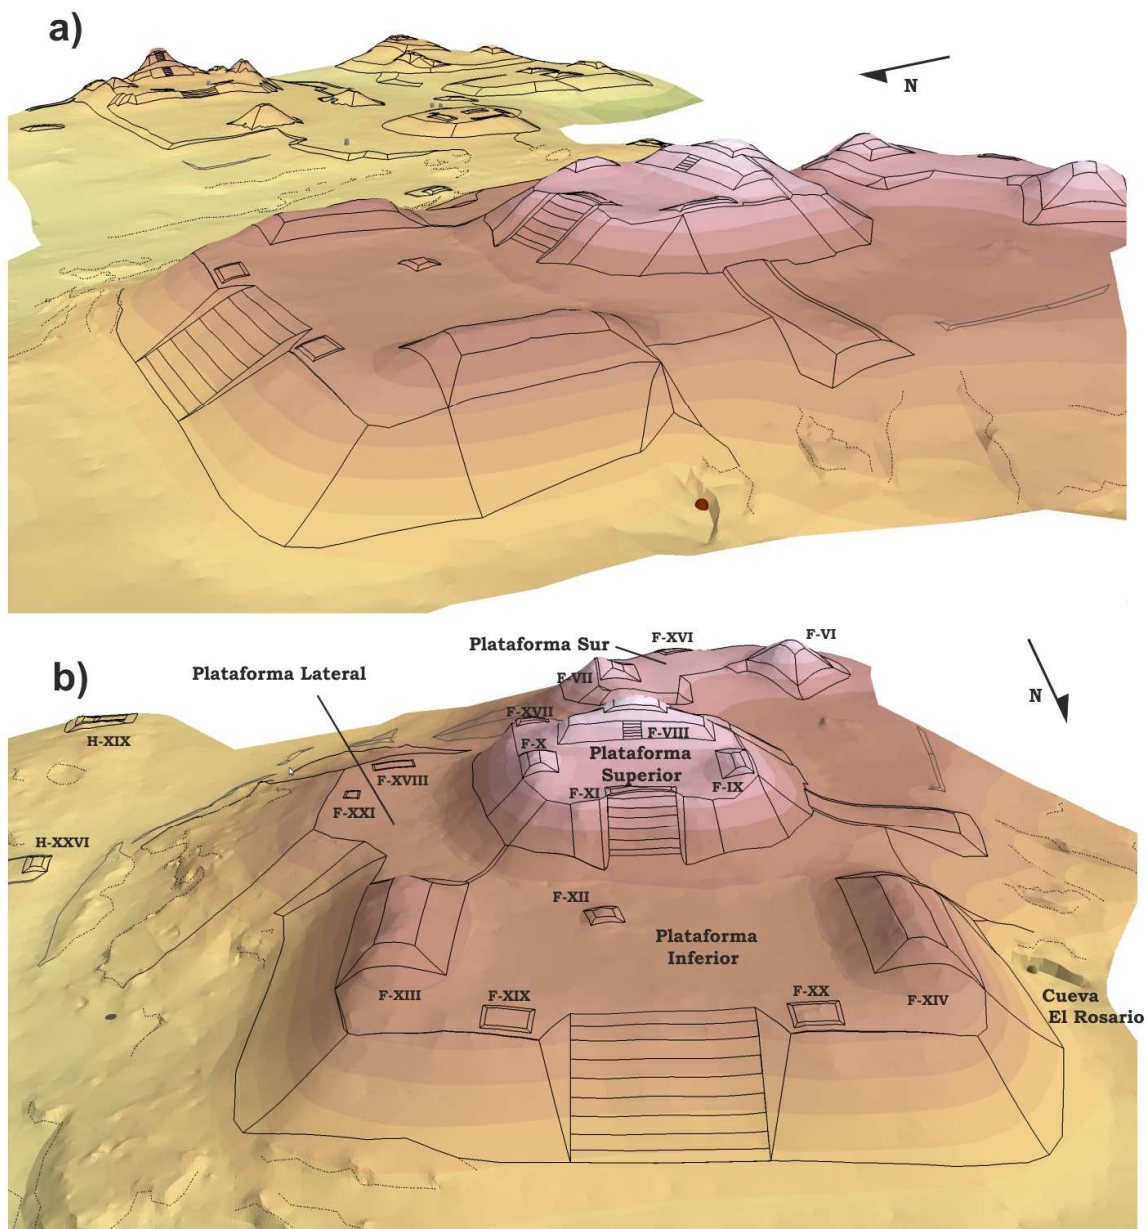 a)
N
b)
Plataforma Sur
F-XVI
F-VI
Plataforma Lateral
F-VII
N
H-XIX
F-XVII
F-VIII
F-X
Plataforma
Superior
F-XVIII
F-IX
F-XI
F-XXI
H-XXVI
F-XII
Plataforma
Inferior
F-XIII
F-XIX
F-XX
F-XIV
Cueva
El Rosario